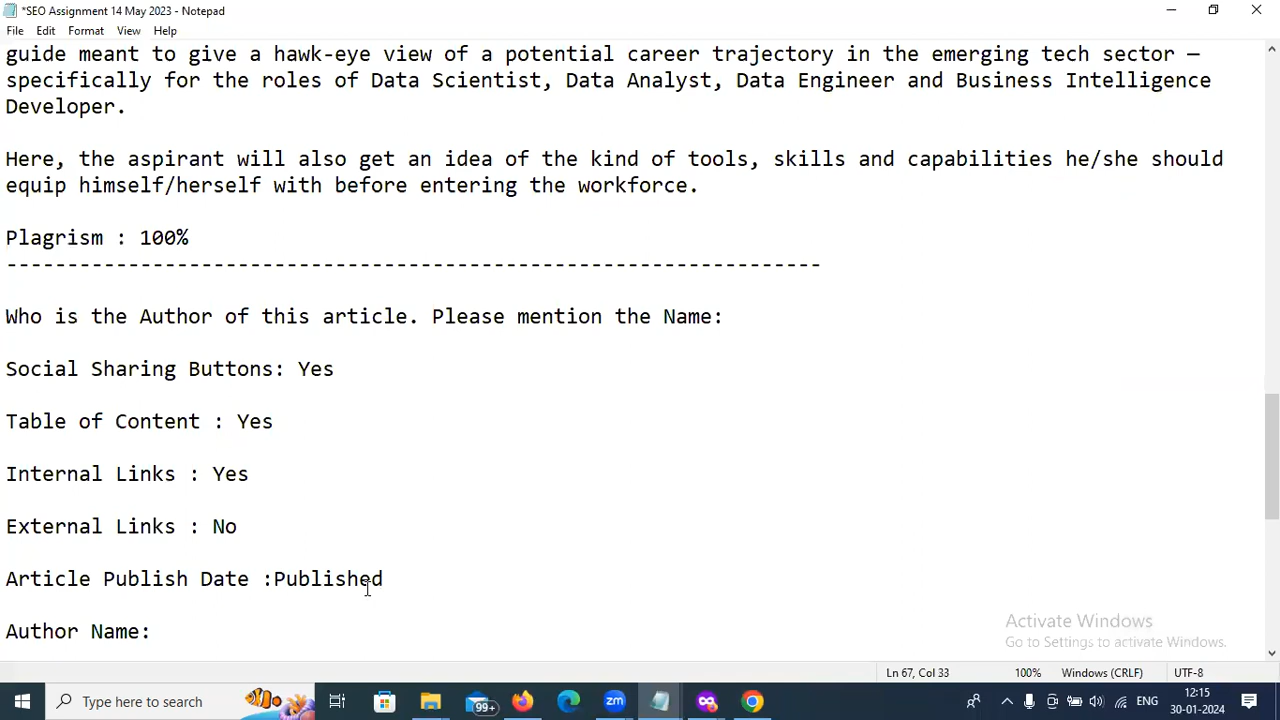 *SEO Assignment 14 May 2023 - Notepad
File Edit Format View Help
guide meant to give a hawk-eye view of a potential career trajectory in the emerging tech sector —
specifically for the roles of Data Scientist, Data Analyst, Data Engineer and Business Intelligence
Developer.
Here, the aspirant will also get an idea of the kind of tools, skills and capabilities he/she should
equip himself/herself with before entering the workforce.
Plagrism : 100%
-------------------------------------------------------------------
Who is the Author of this article. Please mention the Name:
Social Sharing Buttons: Yes
Table of Content : Yes
Internal Links : Yes
External Links : No
Article Publish Date :Published
Author Name:
Activate Windows
Go to Settings to activate Windows.
Ln 67, Col 33 100% Windows (CRLF) UTF-8
Type here to search 99+ zm ENG 12:15
30-01-2024